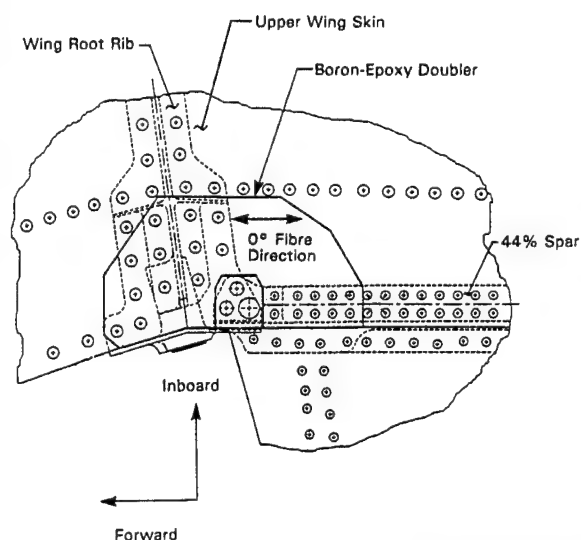 Upper Wing Skin
Wing Root Rib
Boron-Epoxy Doubler
0° Fibre
Direction
44% Spar
Inboard
Forward